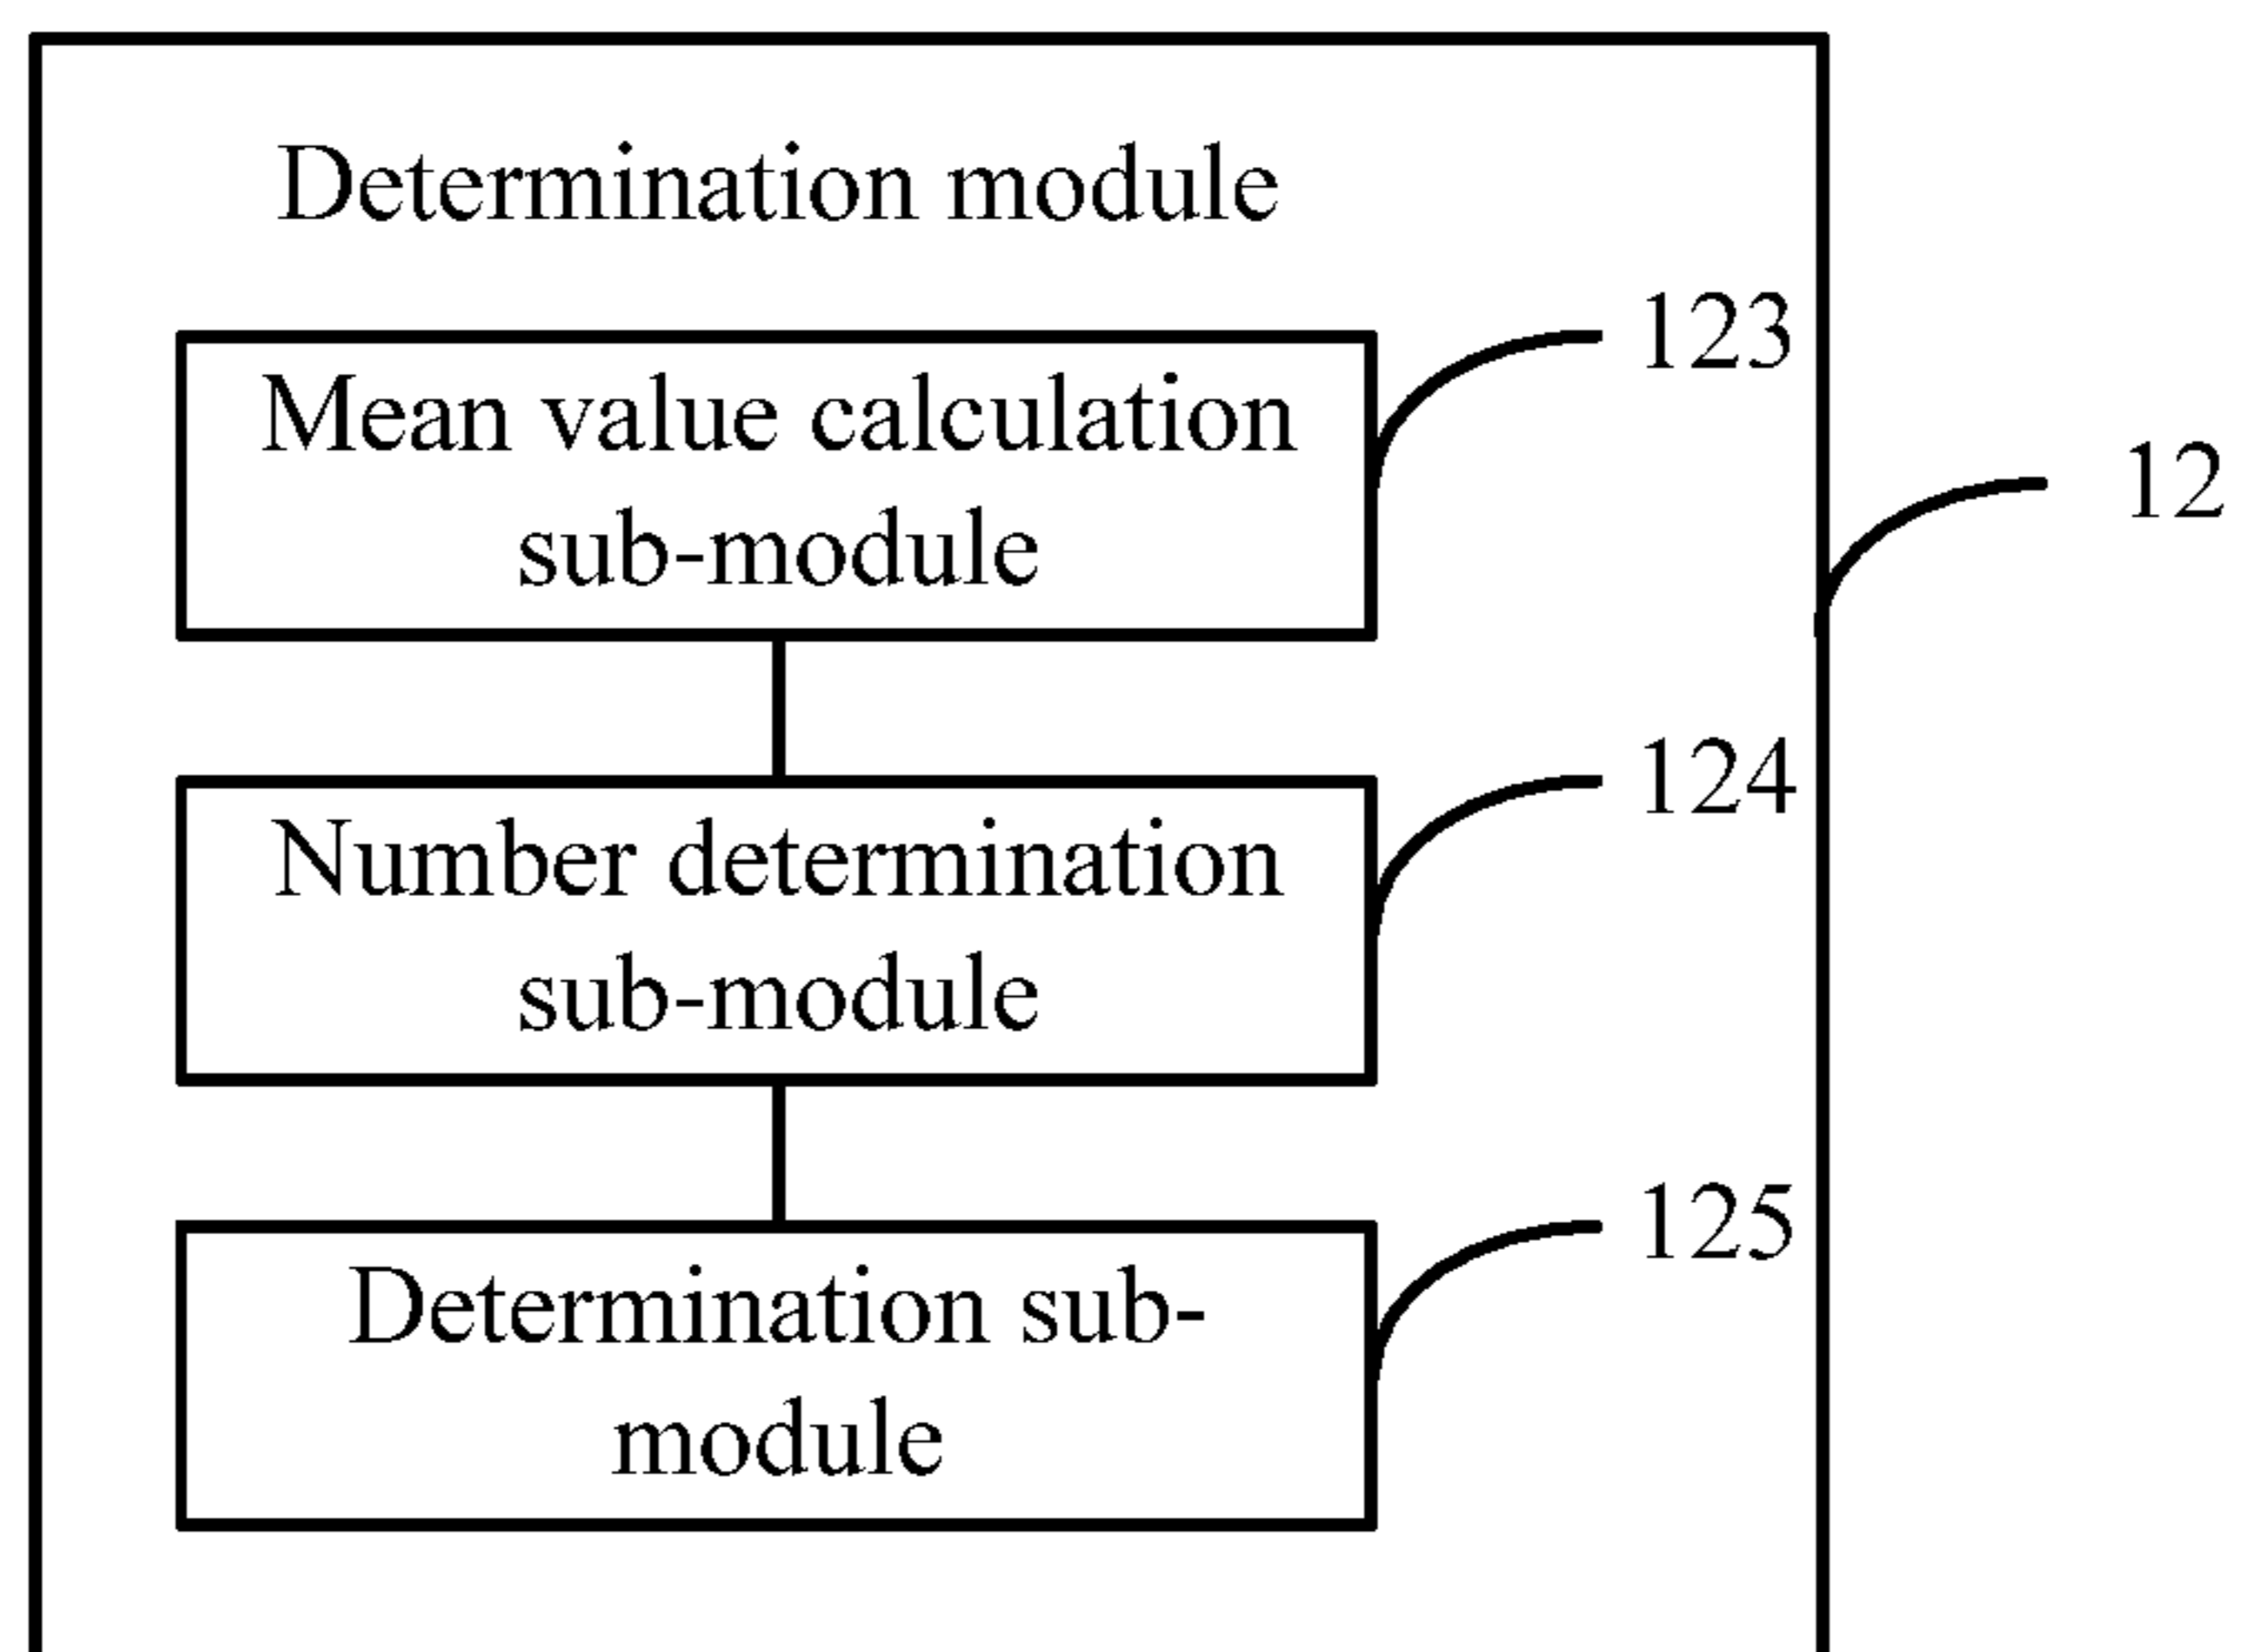 Determination module
123
Mean value calculation
sub-module
12
124
Number determination
sub-module
125
Determination sub-
module